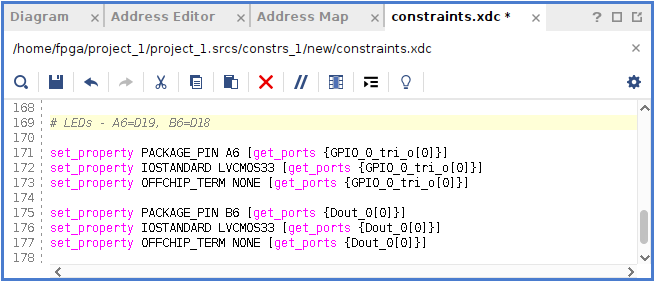 Diagram × Address Editor × Address Map × constraints.xdc * × ? □
/home/fpga/project_1/project_1.srcs/constrs_1/new/constraints.xdc ×
168
169 # LEDs - A6=D19, B6=D18
170
171 set_property PACKAGE_PIN A6 [get_ports {GPIO_0_tri_o[0]}]
172 set_property IOSTANDARD LVCMOS33 [get_ports {GPIO_0_tri_o[0]}]
173 set_property OFFCHIP_TERM NONE [get_ports {GPIO_0_tri_o[0]}]
174
175 set_property PACKAGE_PIN B6 [get_ports {Dout_0[0]}]
176 set_property IOSTANDARD LVCMOS33 [get_ports {Dout_0[0]}]
177 set_property OFFCHIP_TERM NONE [get_ports {Dout_0[0]}]
178